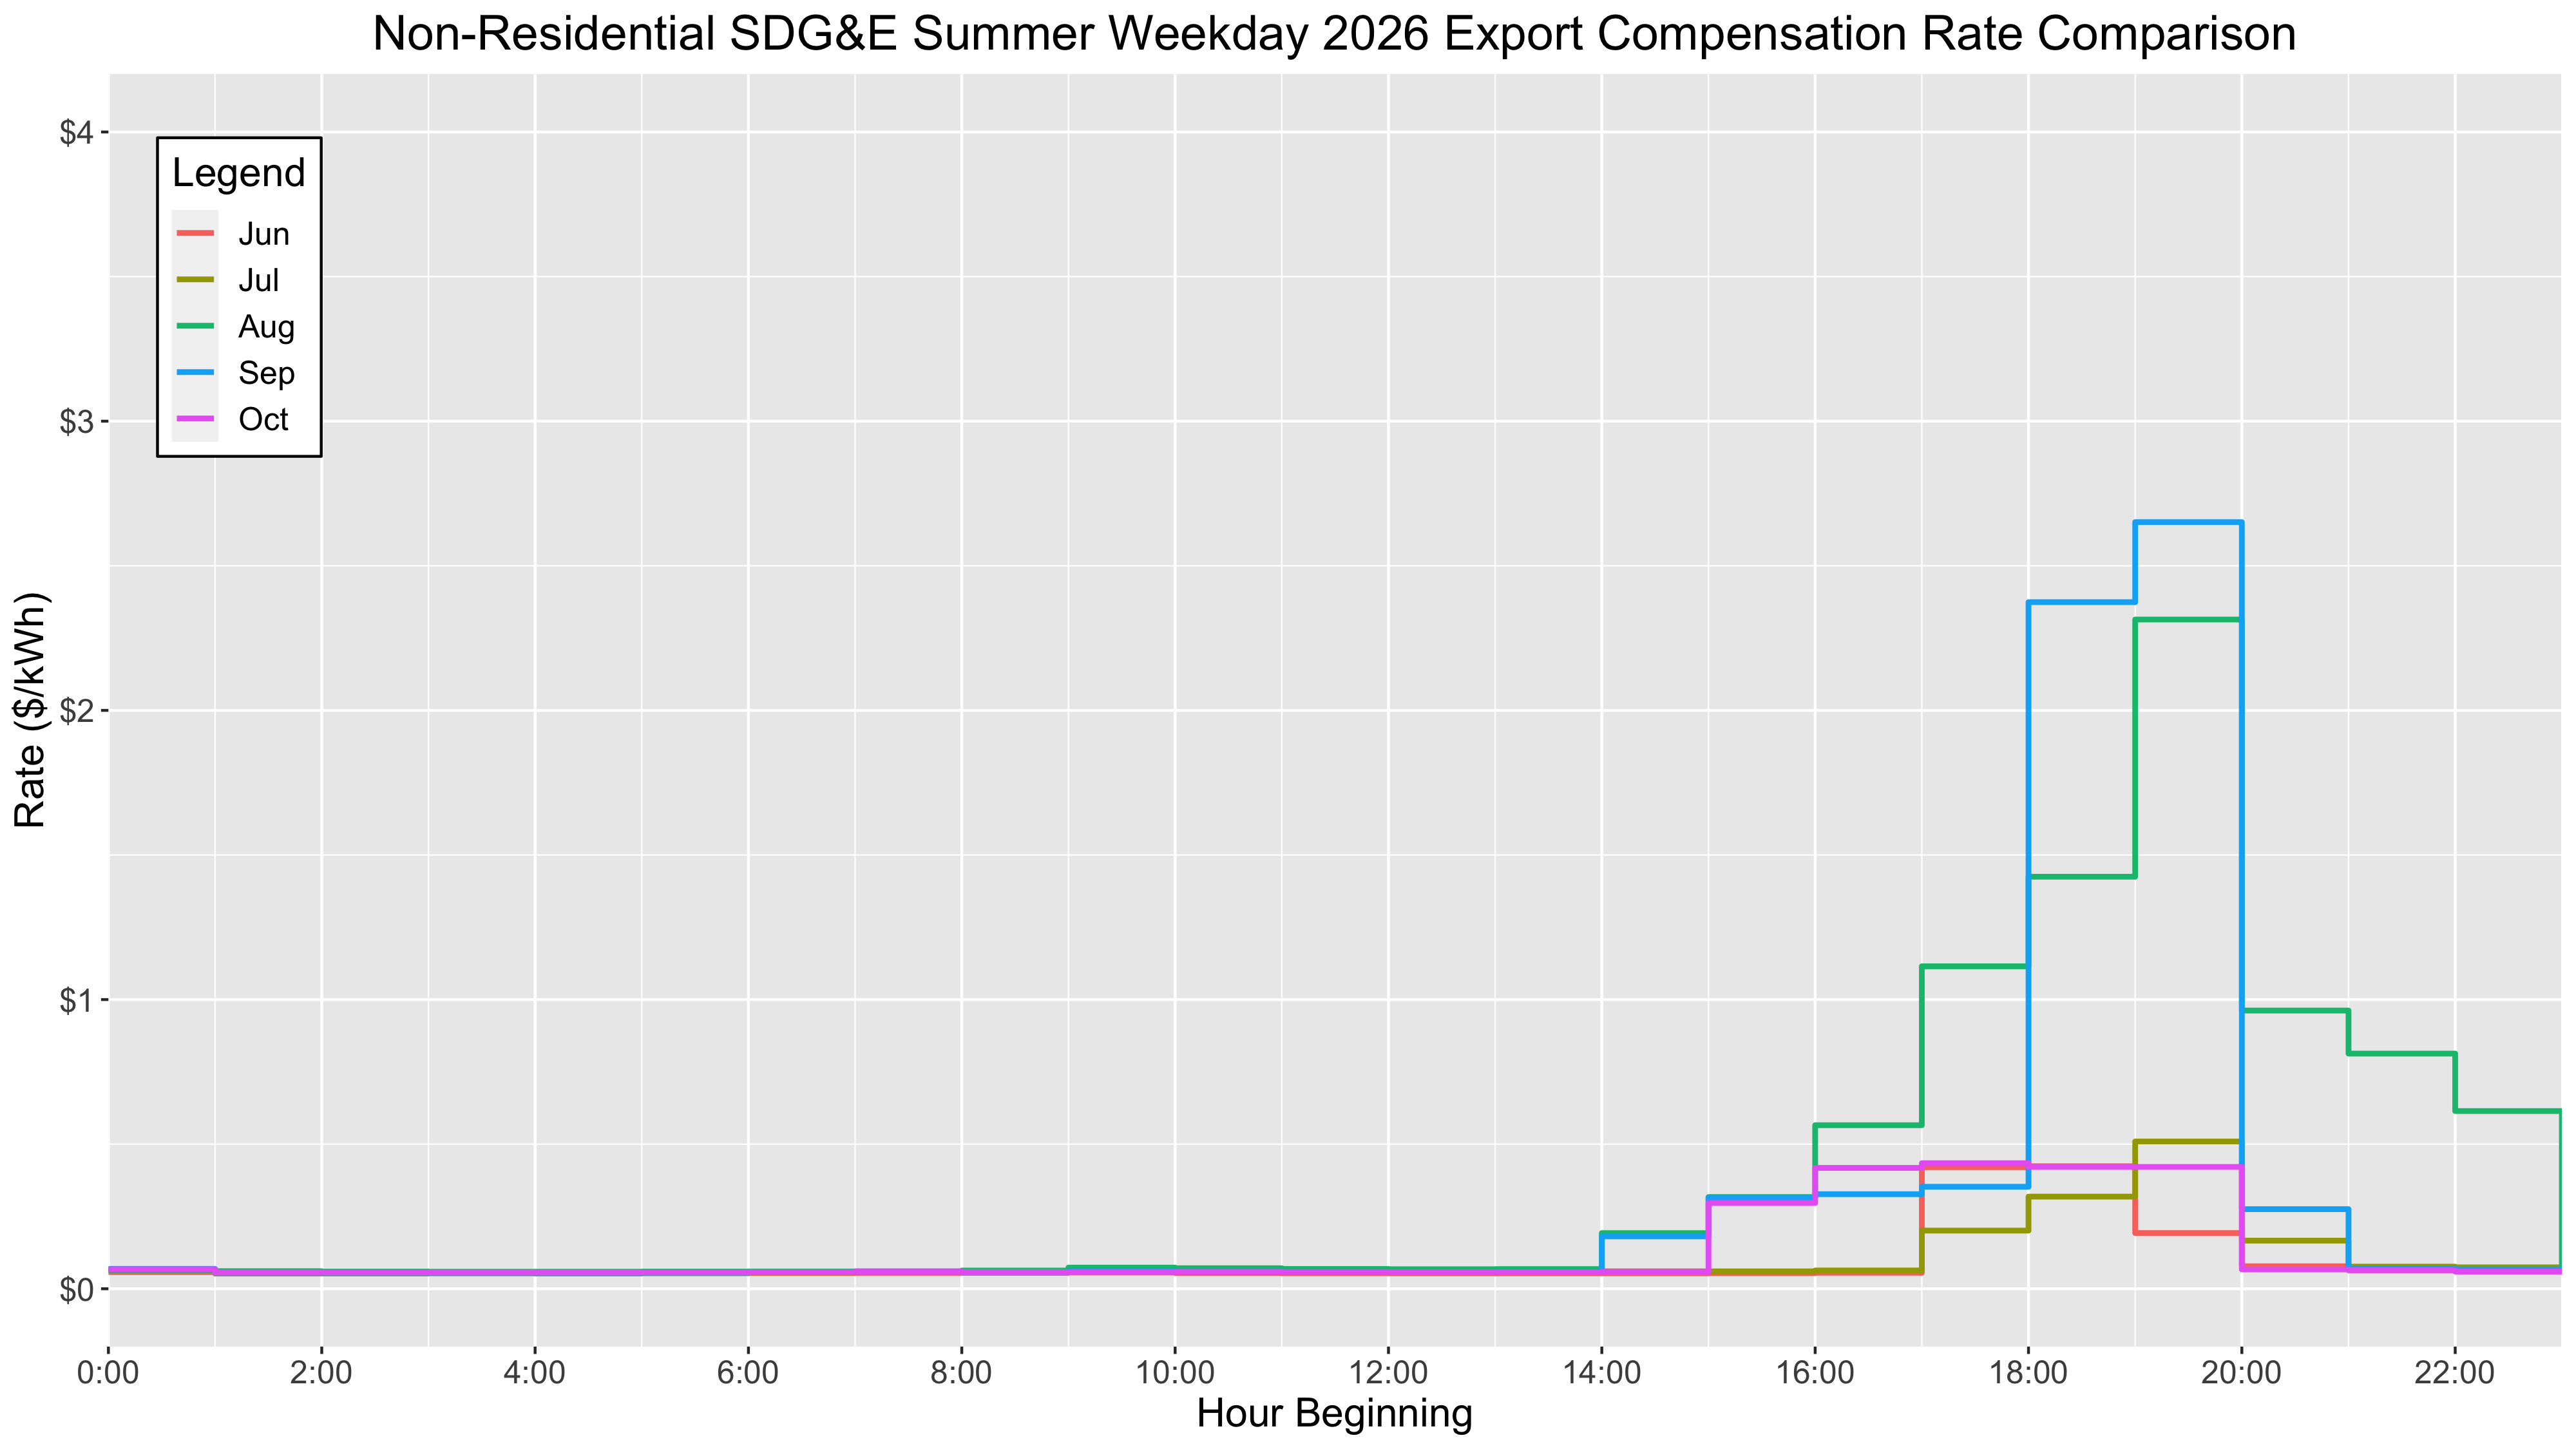 Non-Residential SDG&E Summer Weekday 2026 Export Compensation Rate Comparison
Rate ($/kWh)
$4
$3
$2
$1
$0
Legend
Jun
Jul
Aug
Sep
Oct
0:00 2:00 4:00 6:00 8:00 10:00 12:00 14:00 16:00 18:00 20:00 22:00
Hour Beginning